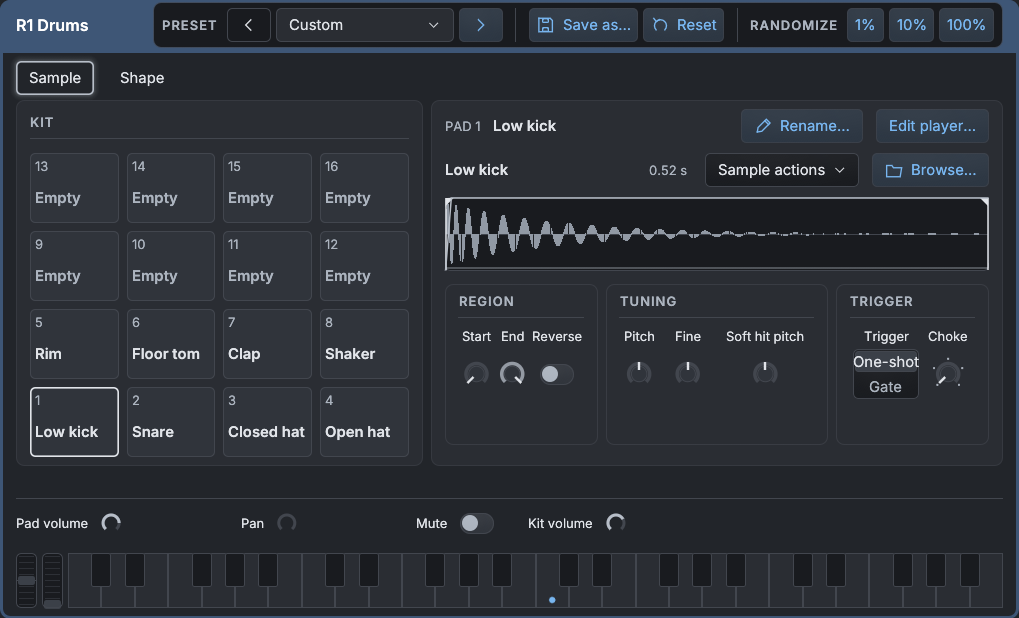 R1 Drums PRESET Custom Save as... Reset RANDOMIZE 1% 10% 100%
Sample Shape
KIT
13 14 15 16
Empty Empty Empty Empty
9 10 11 12
Empty Empty Empty Empty
5 6 7 8
Rim Floor tom Clap Shaker
1 2 3 4
Low kick Snare Closed hat Open hat
PAD 1 Low kick Rename... Edit player...
Low kick 0.52 s Sample actions Browse...
REGION
Start End Reverse
TUNING
Pitch Fine Soft hit pitch
TRIGGER
Trigger Choke
One-shot
Gate
Pad volume Pan Mute Kit volume